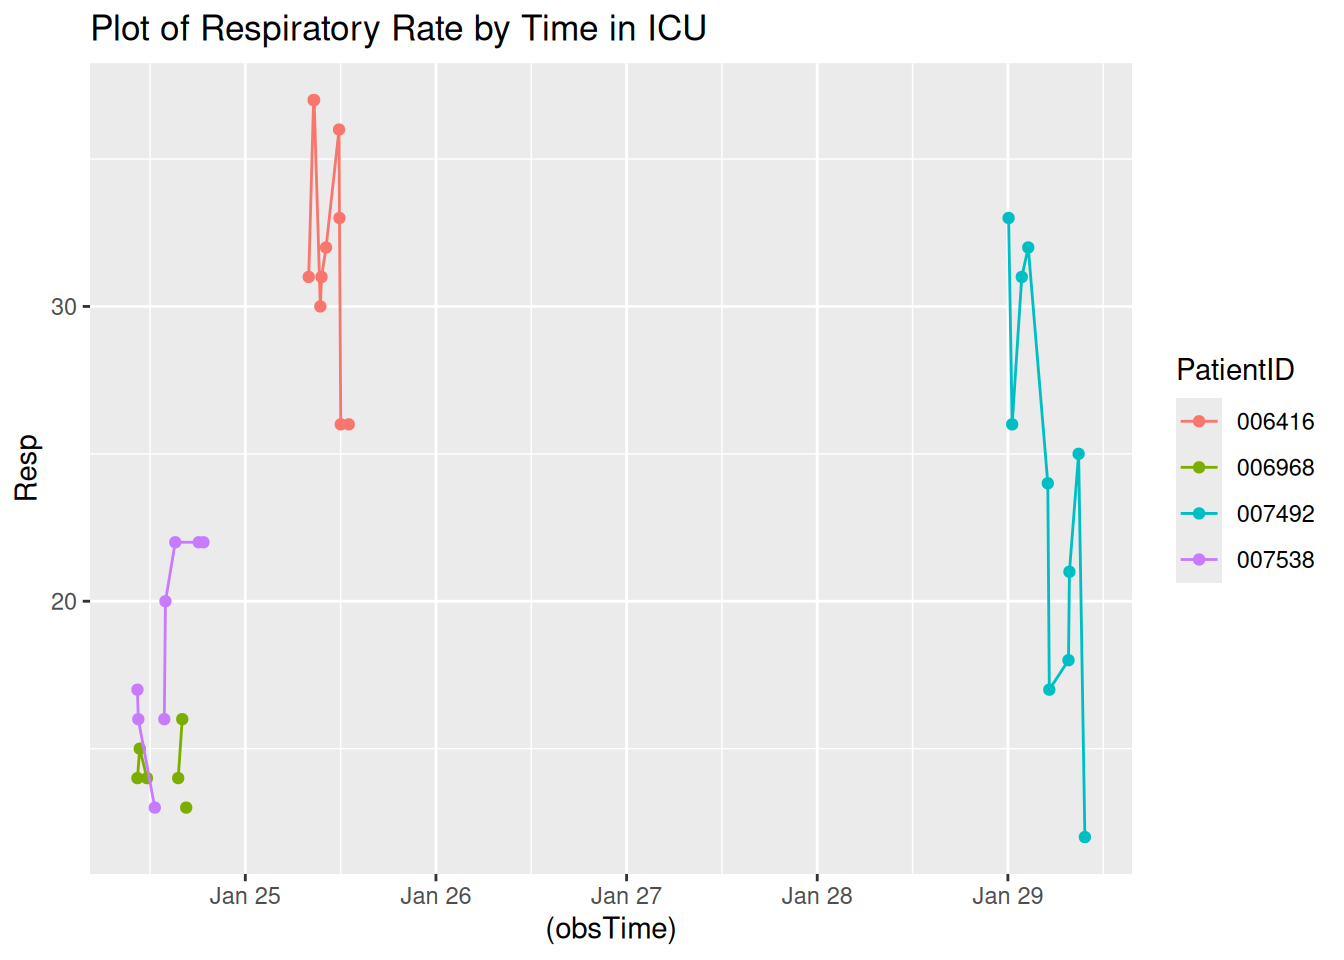 Plot of Respiratory Rate by Time in ICU
30
20
Resp
Jan 25 Jan 26 Jan 27 Jan 28 Jan 29
(obsTime)
PatientID
006416
006968
007492
007538